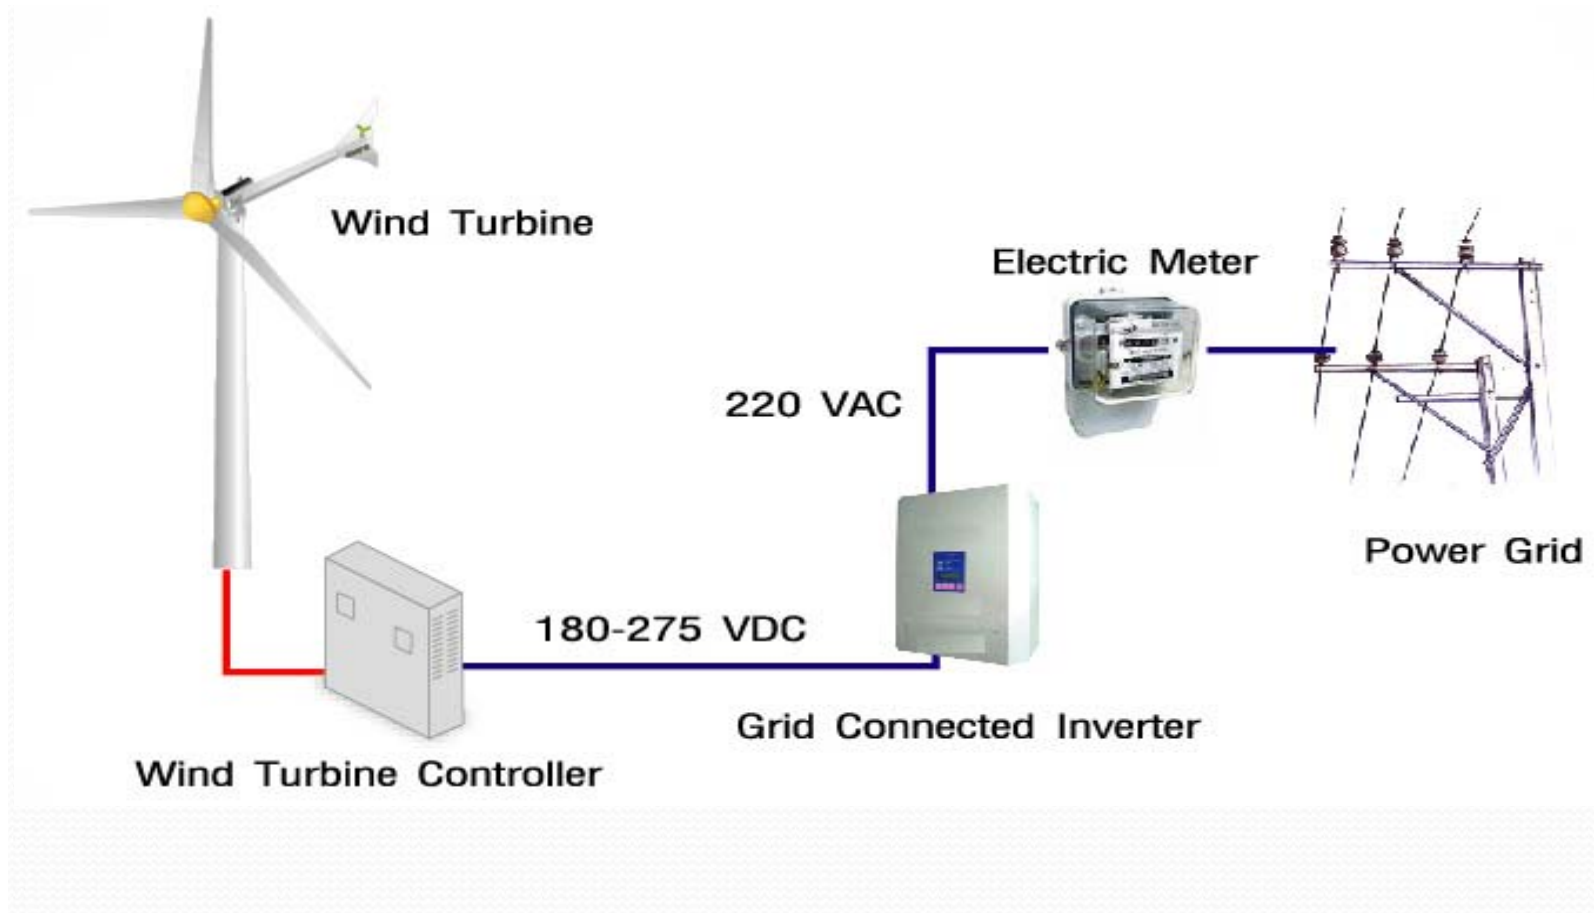 Wind Turbine
Electric Meter
220 VAC
Power Grid
180-275 VDC
Grid Connected Inverter
Wind Turbine Controller